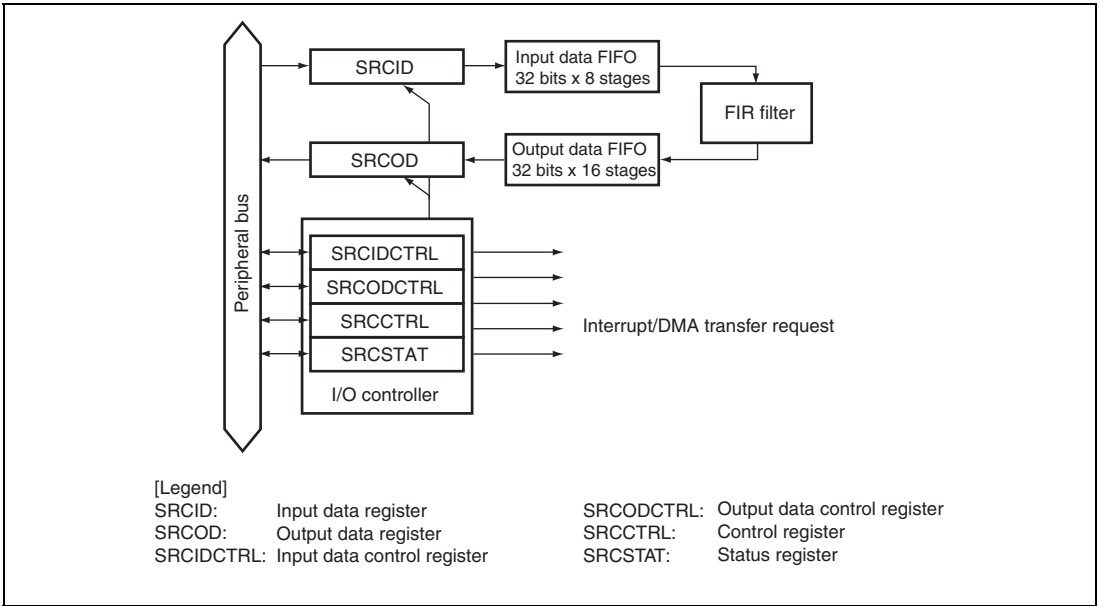 SRCID
Input data FIFO
32 bits x 8 stages
FIR filter
SRCOD
Output data FIFO
32 bits x 16 stages
Peripheral bus
SRCIDCTRL
SRCODCTRL
SRCCTRL
SRCSTAT
I/O controller
Interrupt/DMA transfer request
[Legend]
SRCID: Input data register
SRCOD: Output data register
SRCIDCTRL: Input data control register
SRCODCTRL: Output data control register
SRCCTRL: Control register
SRCSTAT: Status register